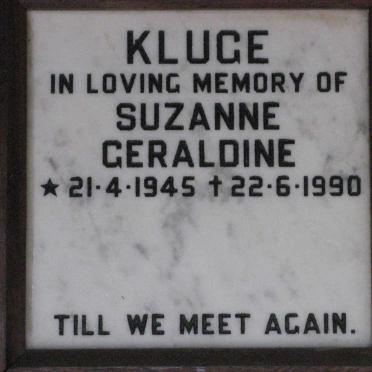 KLUGE
IN LOVING MEMORY OF
SUZANNE
GERALDINE
★ 21·4·1945 ✝ 22·6·1990
TILL WE MEET AGAIN.